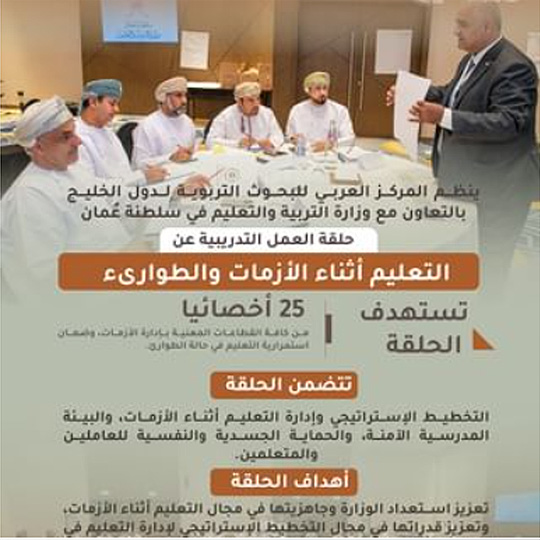 ينظم المركز العربي للبحوث التربوية لدول الخليج
بالتعاون مع وزارة التربية والتعليم في سلطنة عُمان
حلقة العمل التدريبية عن
التعليم أثناء الأزمات والطوارىء
تستهدف
الحلقة
25 أخصائيا
من كافة القطاعات المعنية بإدارة الأزمات، وضمان
استمرارية التعليم في حالة الطوارئ.
تتضمن الحلقة
التخطيط الإستراتيجي وإدارة التعليم أثناء الأزمات، والبيئة
المدرسية الآمنة، والحماية الجسدية والنفسية للعاملين
والمتعلمين.
أهداف الحلقة
تعزيز استعداد الوزارة وجاهزيتها في مجال التعليم أثناء الأزمات،
وتعزيز قدراتها في مجال التخطيط الإستراتيجي لإدارة التعليم في